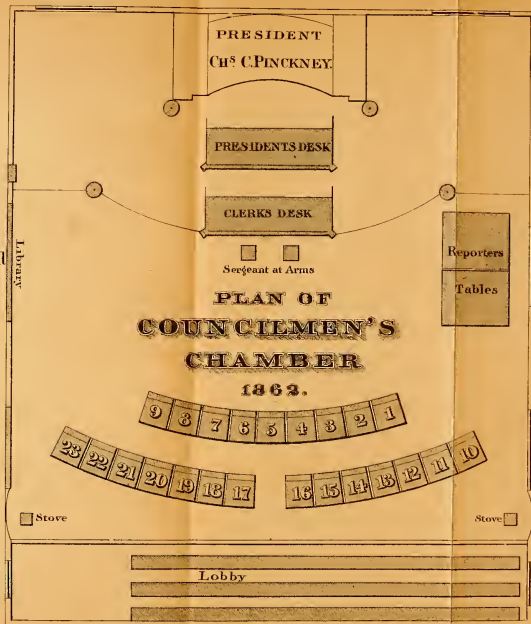 PRESIDENT
CHS. C. PINCKNEY.
PRESIDENTS DESK
CLERKS DESK
Sergeant at Arms
Library
Reporters
Tables
PLAN OF
COUNCILMEN'S
CHAMBER
1862.
9 8 7 6 5 4 3 2 1
23 22 21 20 19 18 17
16 15 14 13 12 11 10
Stove
Stove
Lobby